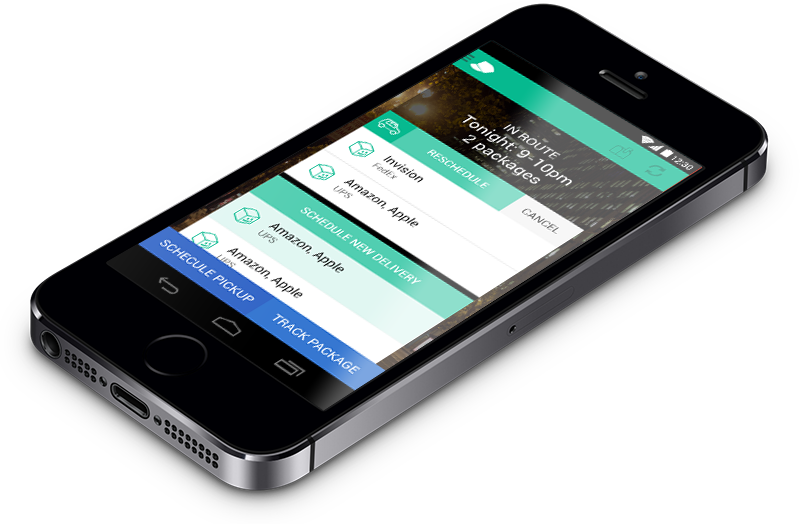 12:30
IN ROUTE
Tonight: 9-10pm
2 packages
RESCHEDULE
CANCEL
Invision
FedEx
Amazon, Apple
UPS
SCHEDULE NEW DELIVERY
Amazon, Apple
UPS
Amazon, Apple
UPS
SCHECULE PICKUP
TRACK PACKAGE